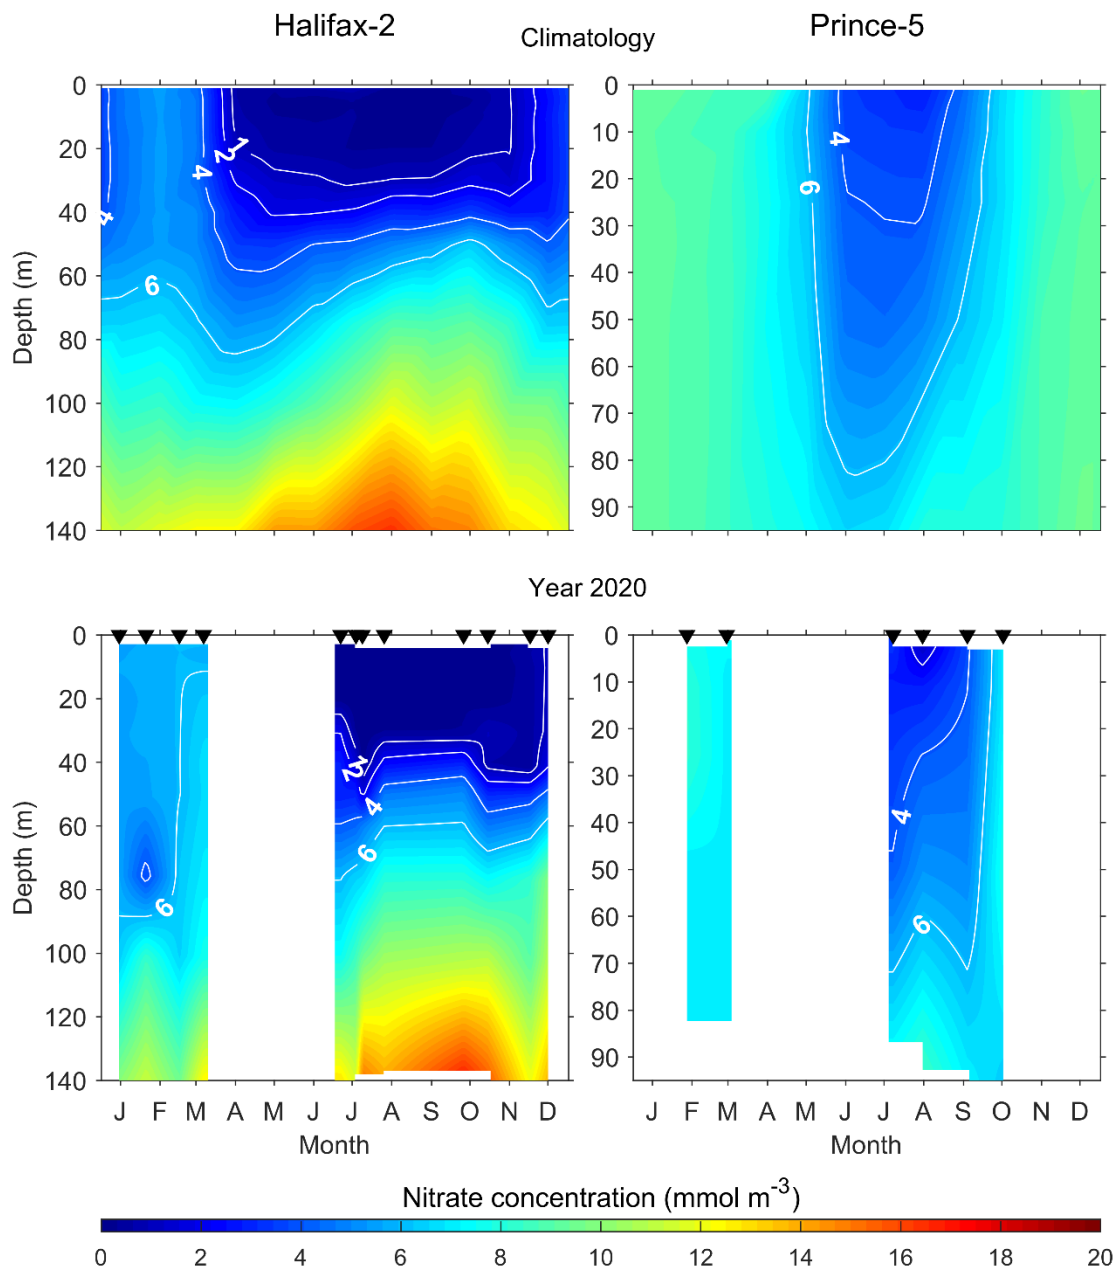 Halifax-2 Prince-5
Climatology
0 0
20 10
40 20
60 30
80 40
100 50
120 60
140 70
80
90
Depth (m)
1 2 4 4 6
4 6
Year 2020
0 0
20 10
40 20
60 30
80 40
100 50
120 60
140 70
80
90
Depth (m)
6 1 2 4 6
4 6
J F M A M J J A S O N D J F M A M J J A S O N D
Month Month
Nitrate concentration (mmol m⁻³)
0 2 4 6 8 10 12 14 16 18 20